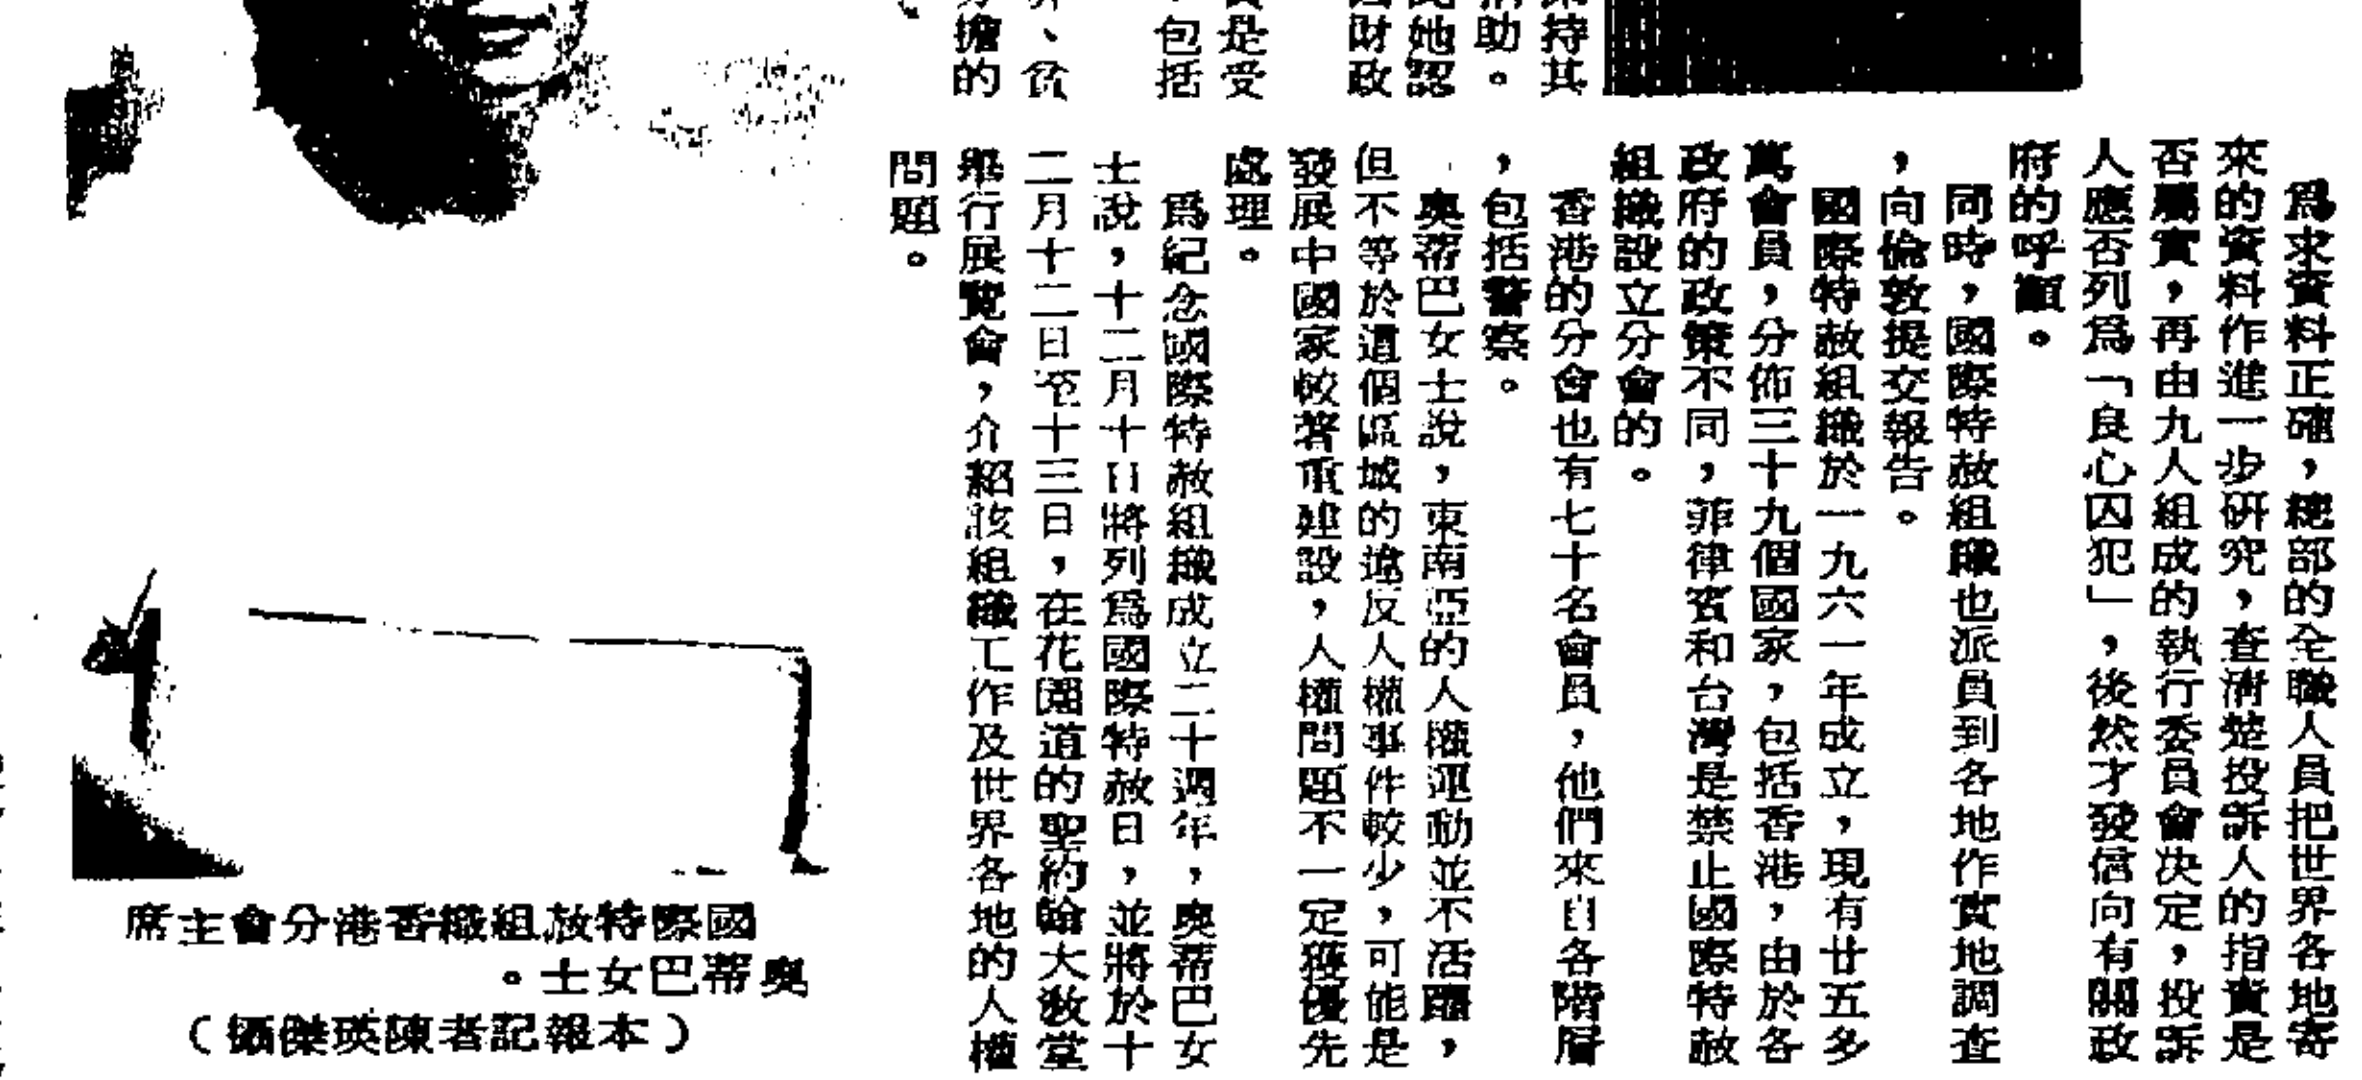 持其
助。
她認
財政
是受
包括
、貧
擔的
為求資料正確，總部的全職人員把世界各地寄
來的資料作進一步研究，查清楚投訴人的指責是
否屬實，再由九人組成的執行委員會決定，投訴
人應否列為「良心囚犯」，後然才發信向有關政
府的呼籲。
同時，國際特赦組織也派員到各地作實地調查
，向倫敦提交報告。
國際特赦組織於一九六一年成立，現有廿五多
萬會員，分佈三十九個國家，包括香港，由於各
政府的政策不同，菲律賓和台灣是禁止國際特赦
組織設立分會的。
香港的分會也有七十名會員，他們來自各階層
，包括警察。
奧蒂巴女士說，東南亞的人權運動並不活躍，
但不等於這個區域的違反人權事件較少，可能是
發展中國家較著重建設，人權問題不一定獲優先
處理。
為紀念國際特赦組織成立二十週年，奧蒂巴女
士說，十二月十日將列為國際特赦日，並將於十
二月十二日至十三日，在花園道的聖約翰大教堂
舉行展覽會，介紹該組織工作及世界各地的人權
問題。
國際特赦組織香港分會主席
奧蒂巴女士。
（本報記者陳瑛傑攝）